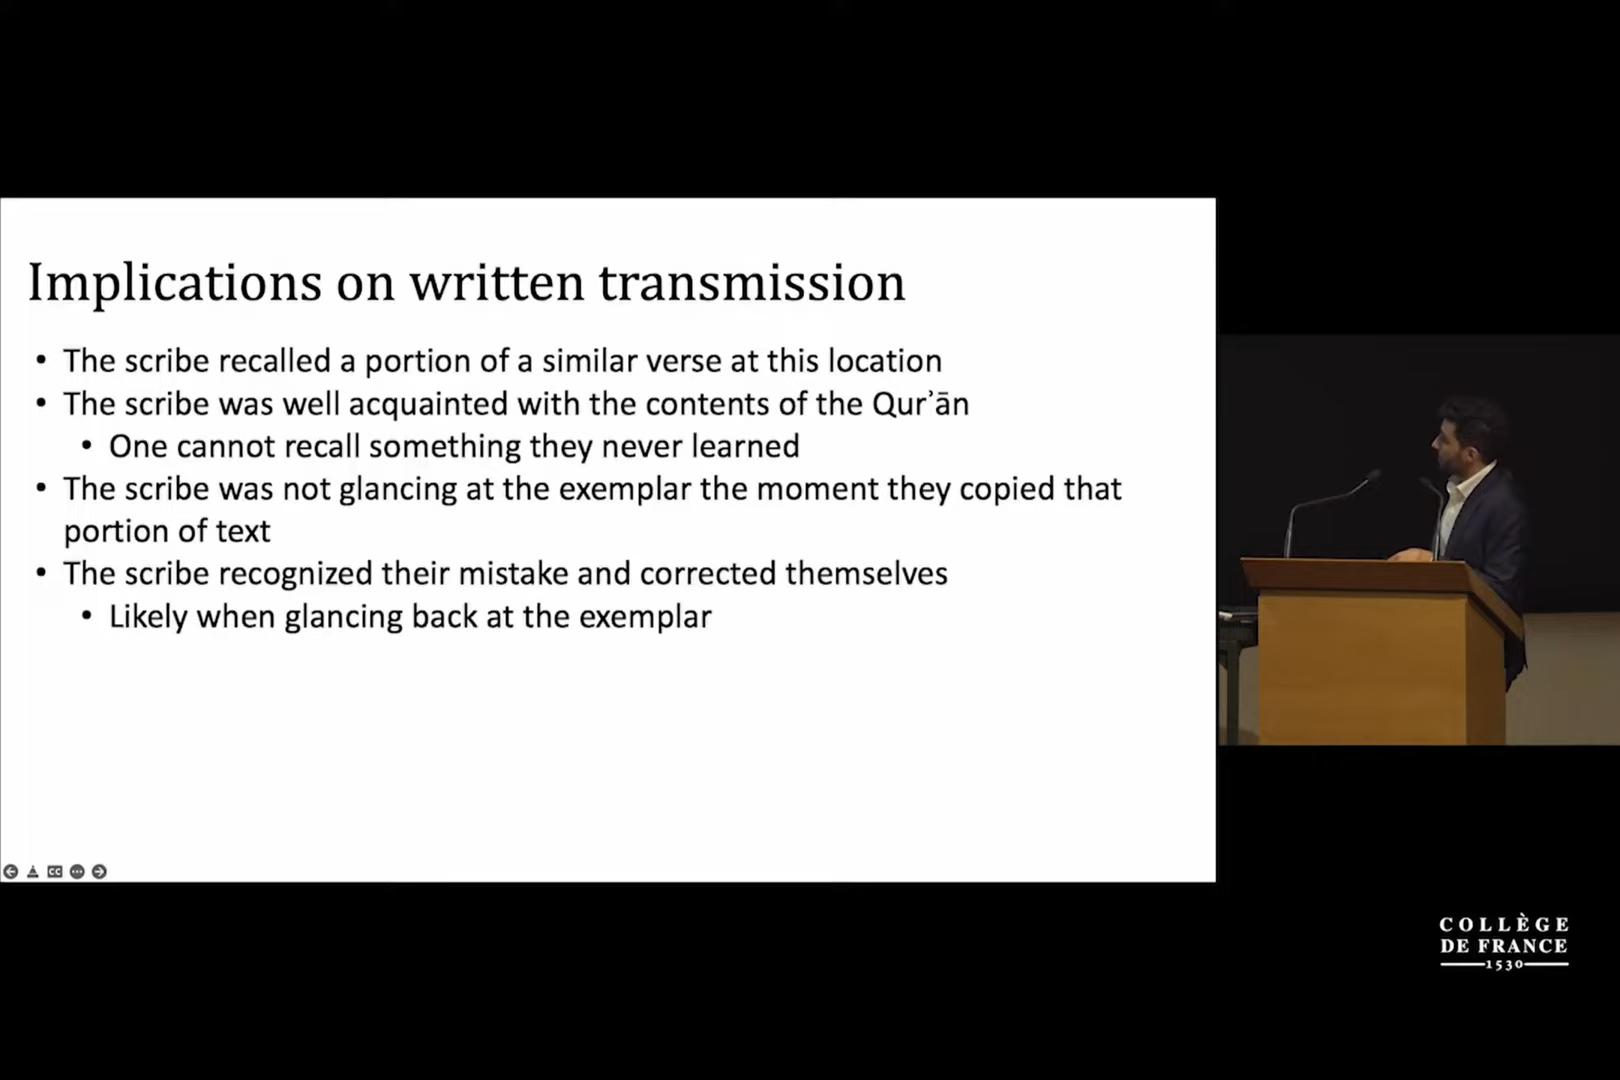 Implications on written transmission
• The scribe recalled a portion of a similar verse at this location
• The scribe was well acquainted with the contents of the Qurʾān
• One cannot recall something they never learned
• The scribe was not glancing at the exemplar the moment they copied that
portion of text
• The scribe recognized their mistake and corrected themselves
• Likely when glancing back at the exemplar
CC
COLLÈGE
DE FRANCE
1530